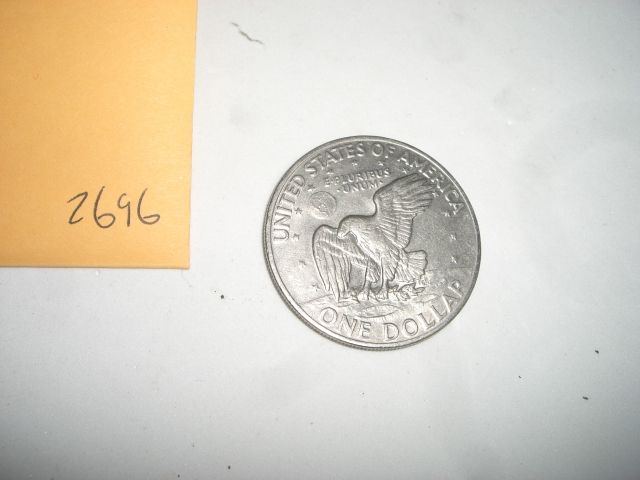 2696
UNITED STATES OF AMERICA
E·PLURIBUS
UNUM
ONE DOLLAR